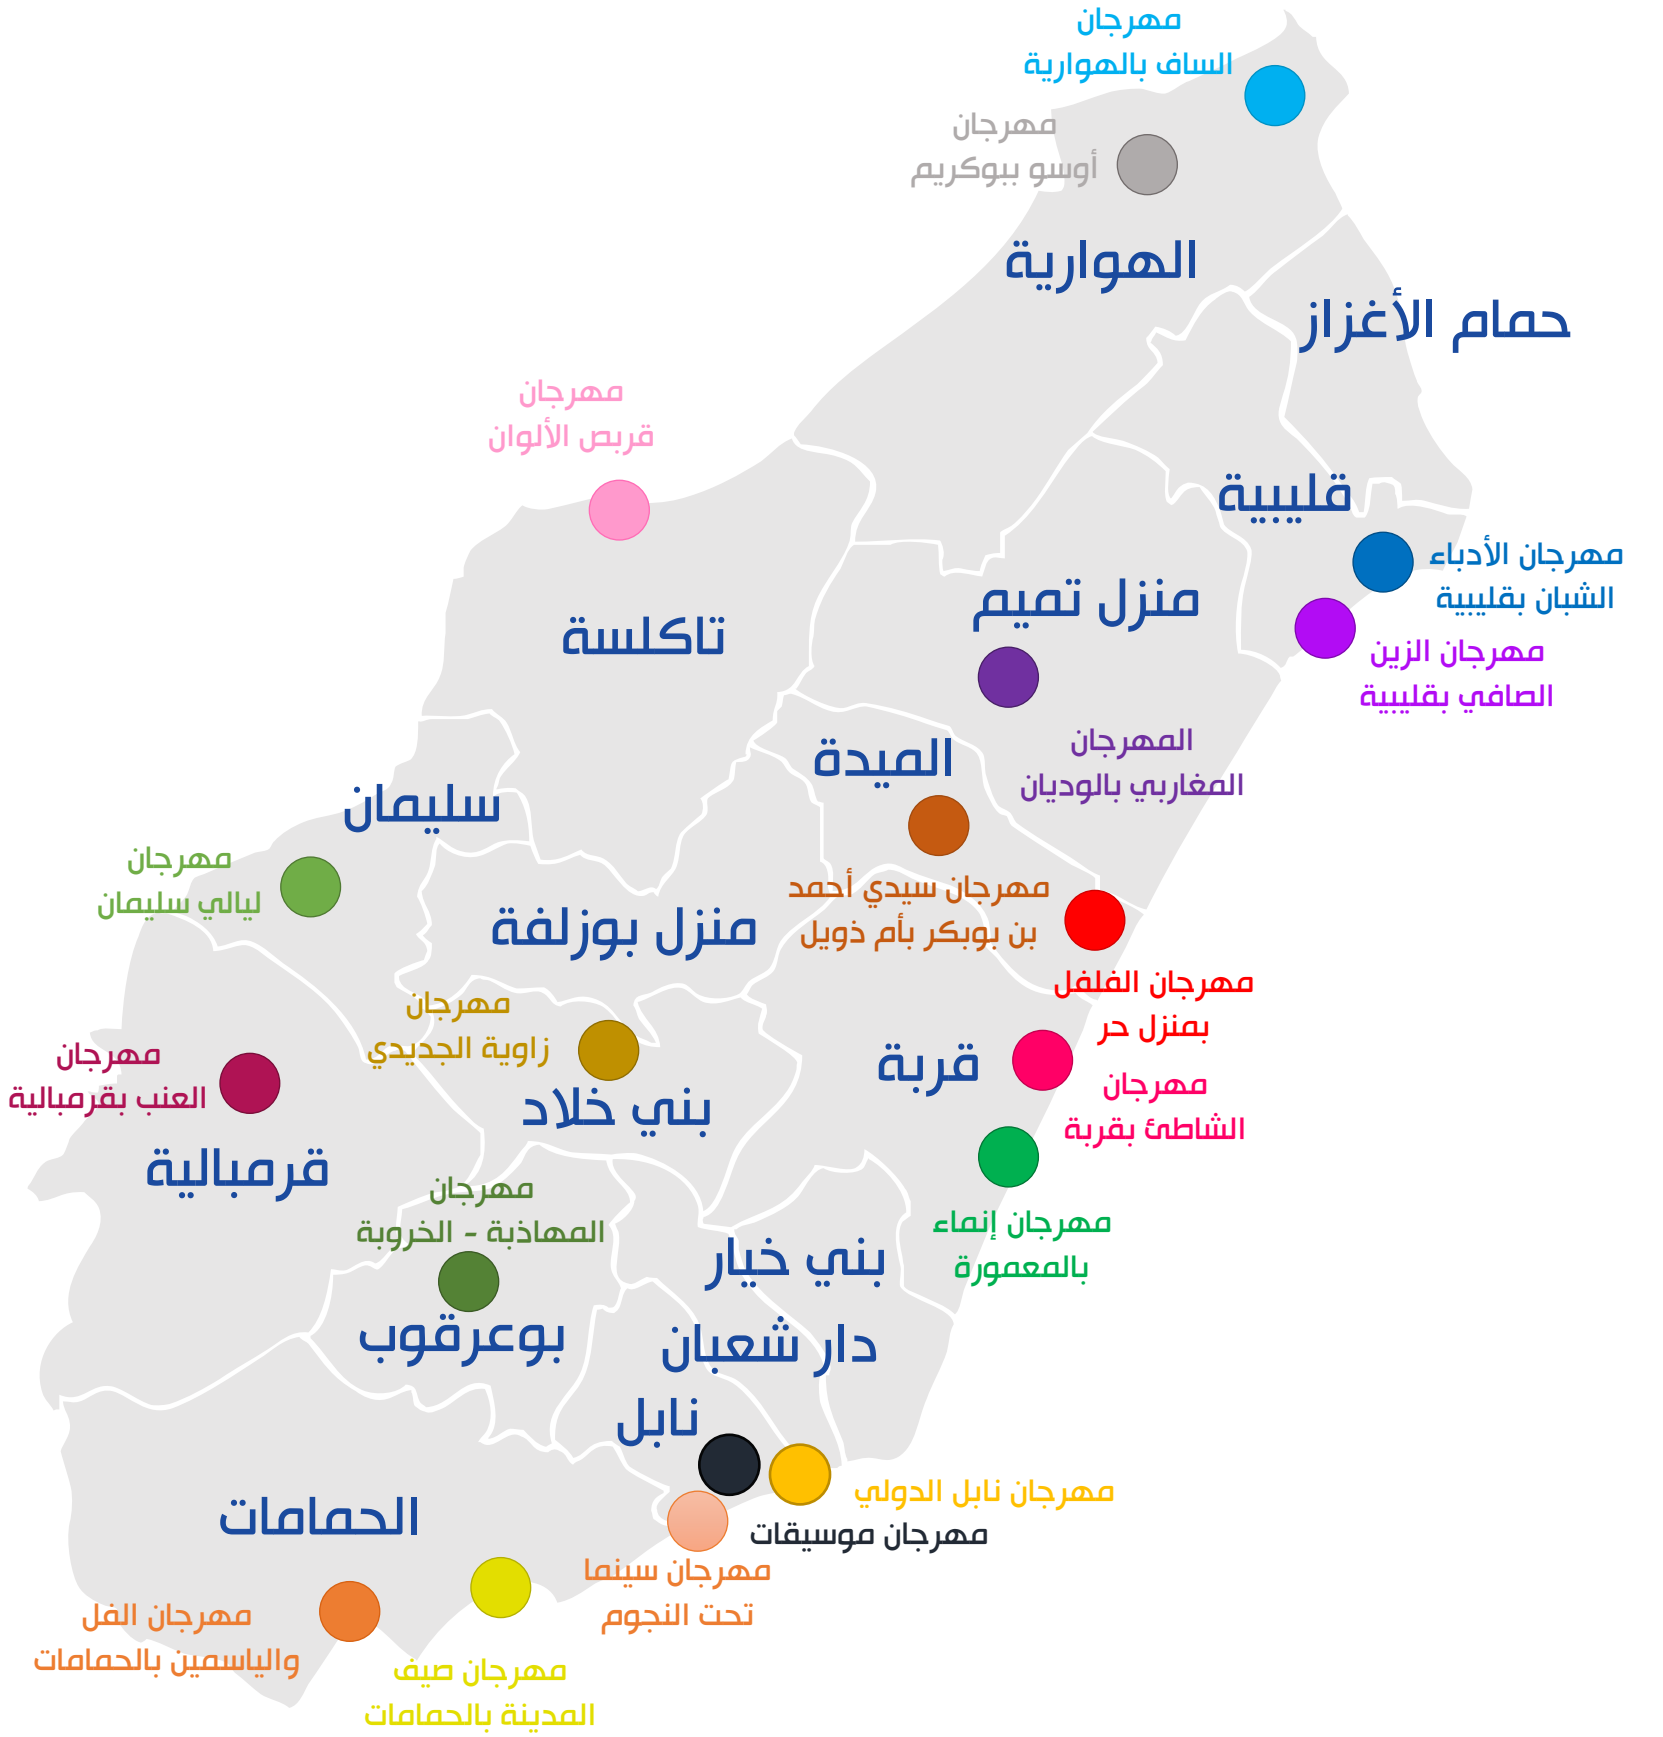 مهرجان
الساف بالهوارية
مهرجان
أوسو ببوكريم
الهوارية
حمام الأغزاز
مهرجان
قربص الألوان
قليبية
مهرجان الأدباء
الشبان بقليبية
منزل تميم
تاكلسة
مهرجان الزين
الصافي بقليبية
المهرجان
المغاربي بالوديان
الميدة
سليمان
مهرجان
ليالي سليمان
مهرجان سيدي أحمد
بن بوبكر بأم ذويل
منزل بوزلفة
مهرجان الفلفل
بمنزل حر
مهرجان
زاوية الجديدي
قربة
مهرجان
العنب بقرمبالية
مهرجان
الشاطئ بقربة
بني خلاد
قرمبالية
مهرجان
المهاذبة - الخروبة
مهرجان إنماء
بالمعمورة
بني خيار
بوعرقوب
دار شعبان
نابل
مهرجان نابل الدولي
مهرجان موسيقات
الحمامات
مهرجان سينما
تحت النجوم
مهرجان الفل
والياسمين بالحمامات
مهرجان صيف
المدينة بالحمامات